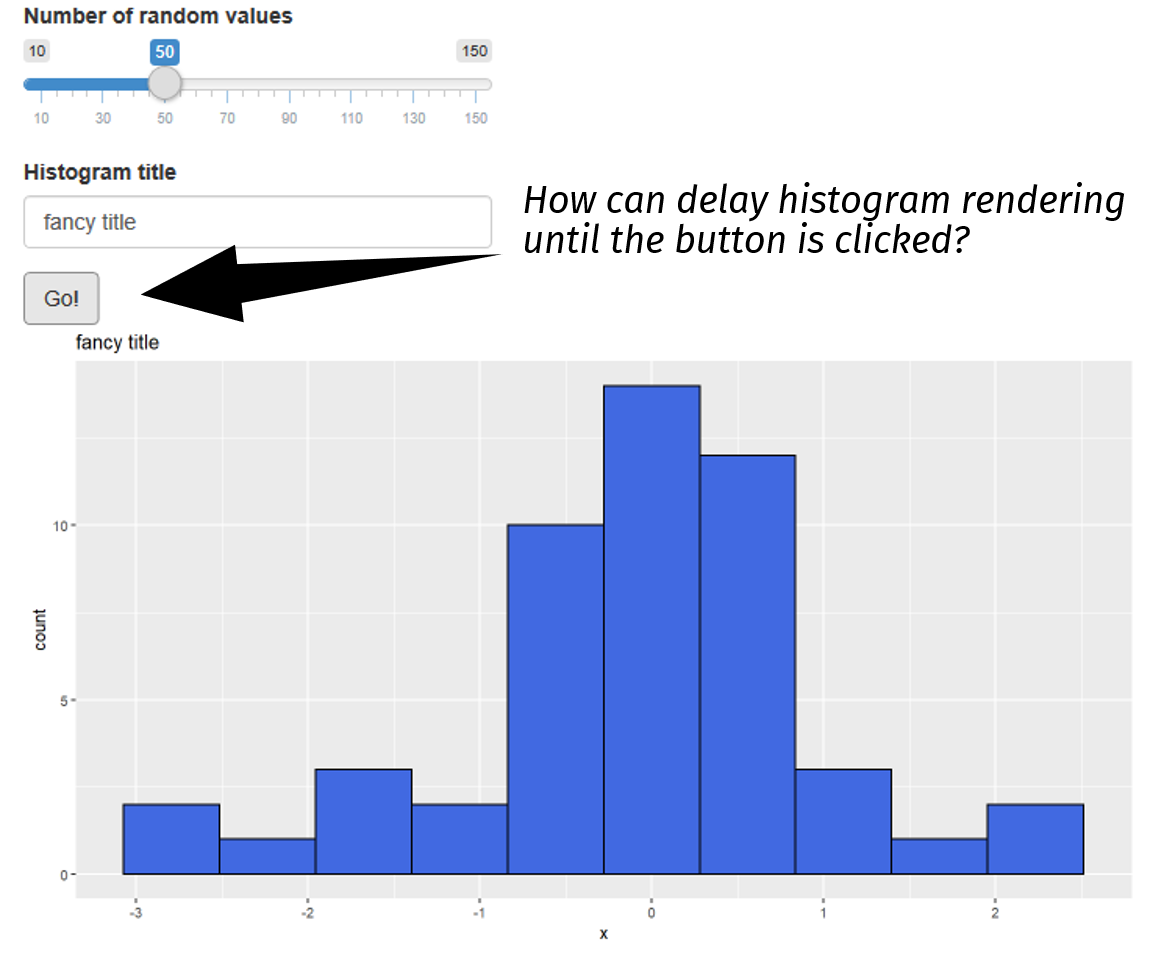 Number of random values
10 50 150
10 30 50 70 90 110 130 150
Histogram title
fancy title
How can delay histogram rendering
until the button is clicked?
Go!
fancy title
10
5
0
count
-3 -2 -1 0 1 2
x